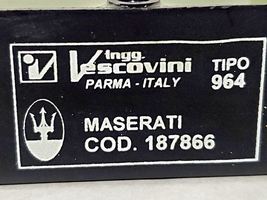 ingg.
Vescovini
PARMA - ITALY
TIPO
964
MASERATI
COD. 187866